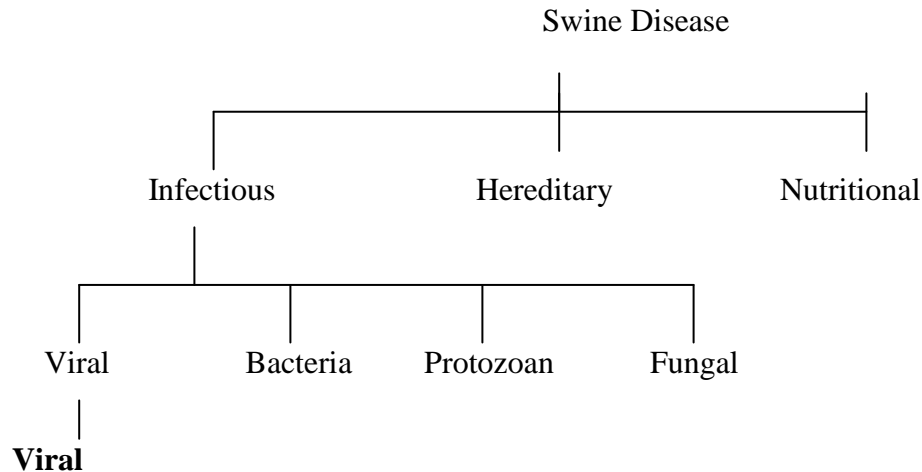 Swine Disease
Infectious Hereditary Nutritional
Viral Bacteria Protozoan Fungal
Viral